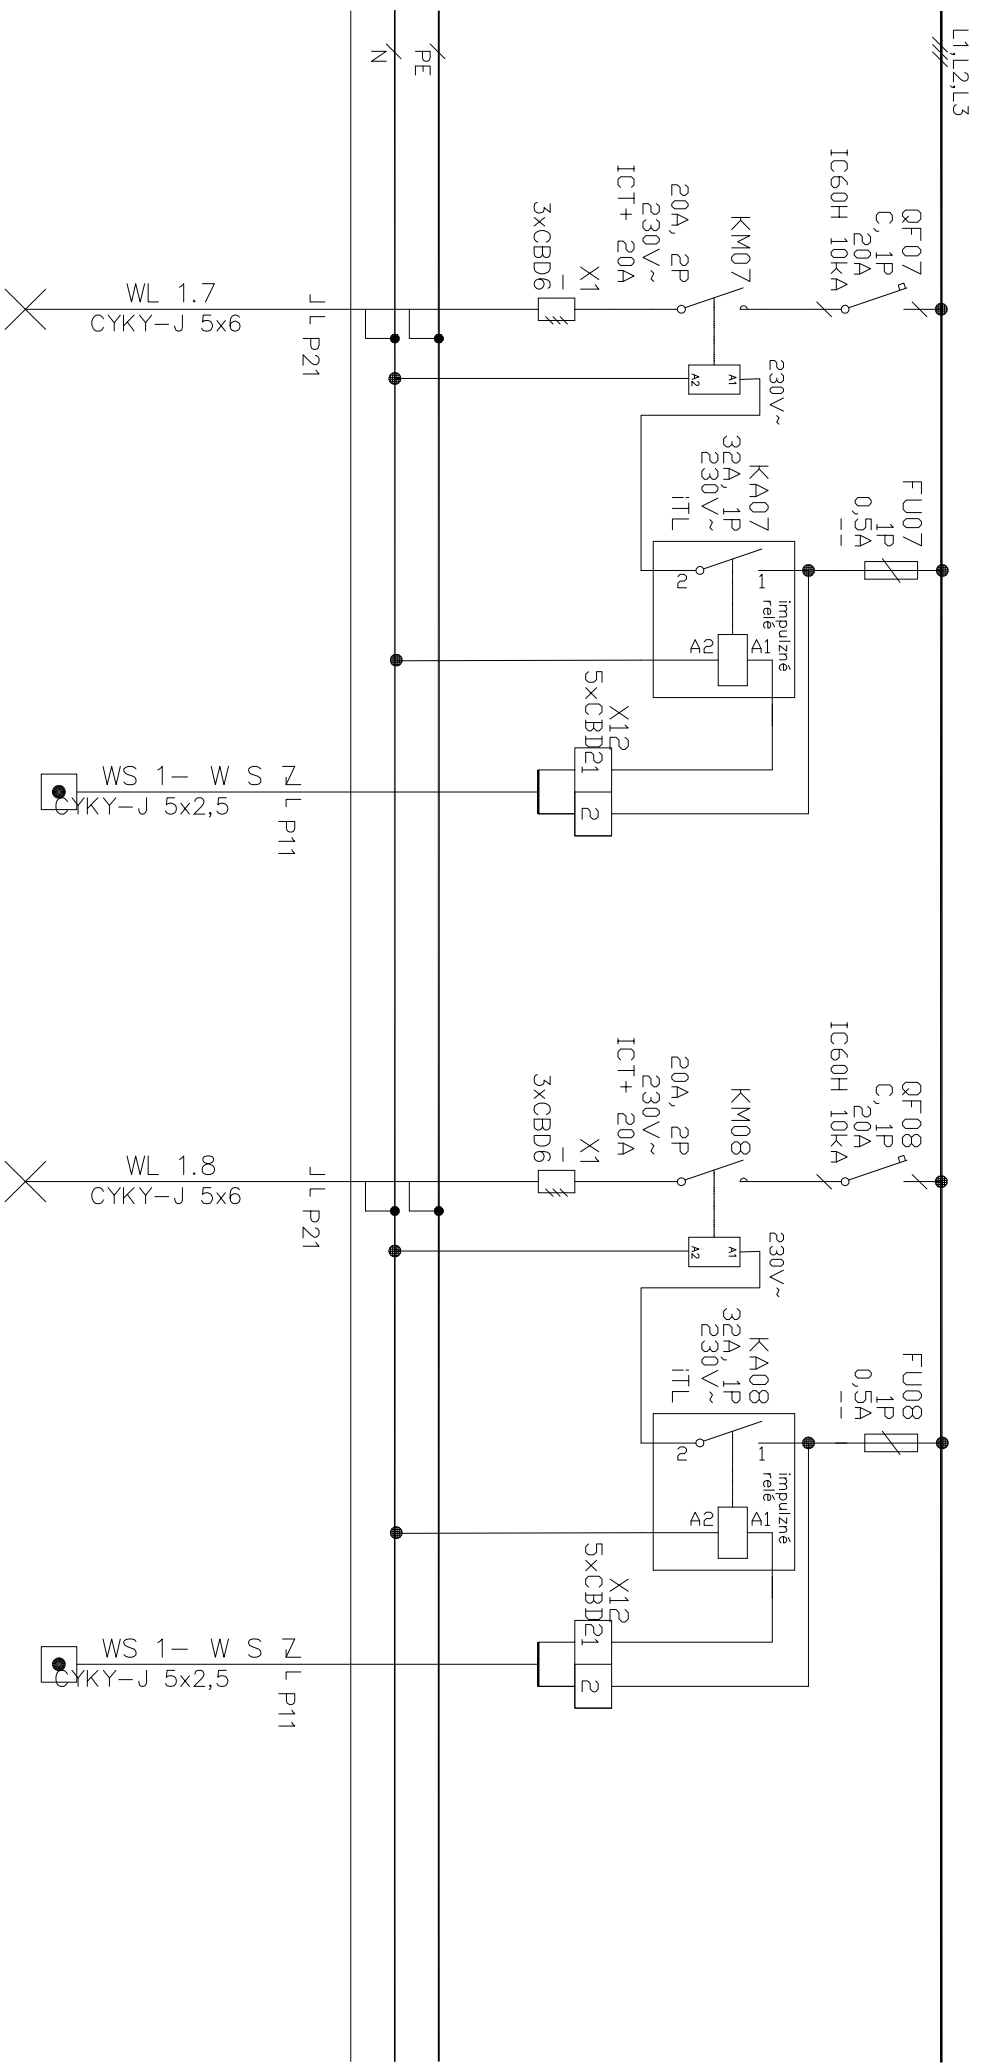 L1,L2,L3
PE
N
QF07
C, 1P
20A
IC60H 10kA
KM07
20A, 2P
230V~
ICT+ 20A
X1
–
3xCBD6
P21
WL 1.7
CYKY-J 5x6
230V~
A1
A2
FU07
1P
0,5A
--
KA07
32A, 1P
230V~
iTL
1
2
impulzné
relé
A1
A2
X12
5xCBD2
1
2
P11
WS 1- W S 7
CYKY-J 5x2,5
QF08
C, 1P
20A
IC60H 10kA
KM08
20A, 2P
230V~
ICT+ 20A
X1
–
3xCBD6
P21
WL 1.8
CYKY-J 5x6
230V~
A1
A2
FU08
1P
0,5A
--
KA08
32A, 1P
230V~
iTL
1
2
impulzné
relé
A1
A2
X12
5xCBD2
1
2
P11
WS 1- W S 7
CYKY-J 5x2,5